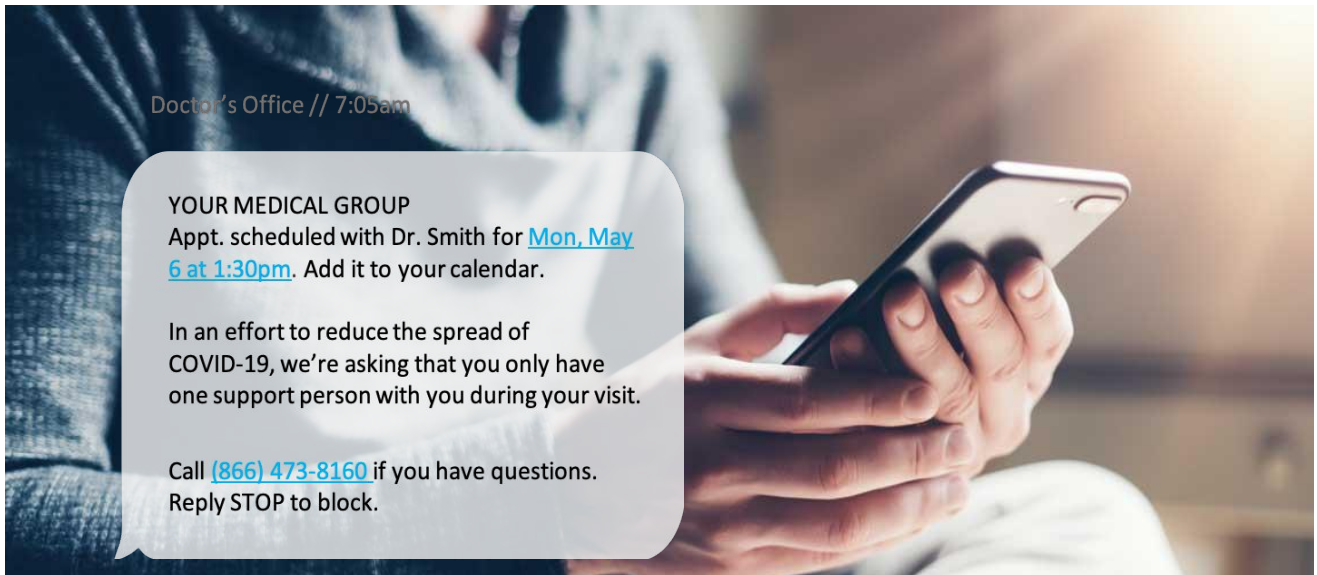 Doctor's Office // 7:05am
YOUR MEDICAL GROUP
Appt. scheduled with Dr. Smith for Mon, May
6 at 1:30pm. Add it to your calendar.
In an effort to reduce the spread of
COVID-19, we're asking that you only have
one support person with you during your visit.
Call (866) 473-8160 if you have questions.
Reply STOP to block.